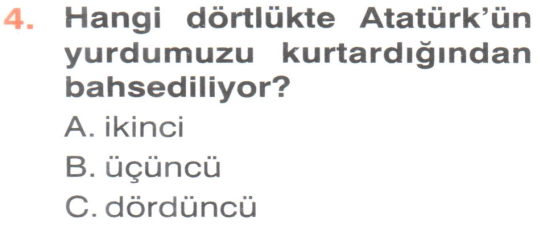 4. Hangi dörtlükte Atatürk'ün
yurdumuzu kurtardığından
bahsediliyor?
A. ikinci
B. üçüncü
C. dördüncü